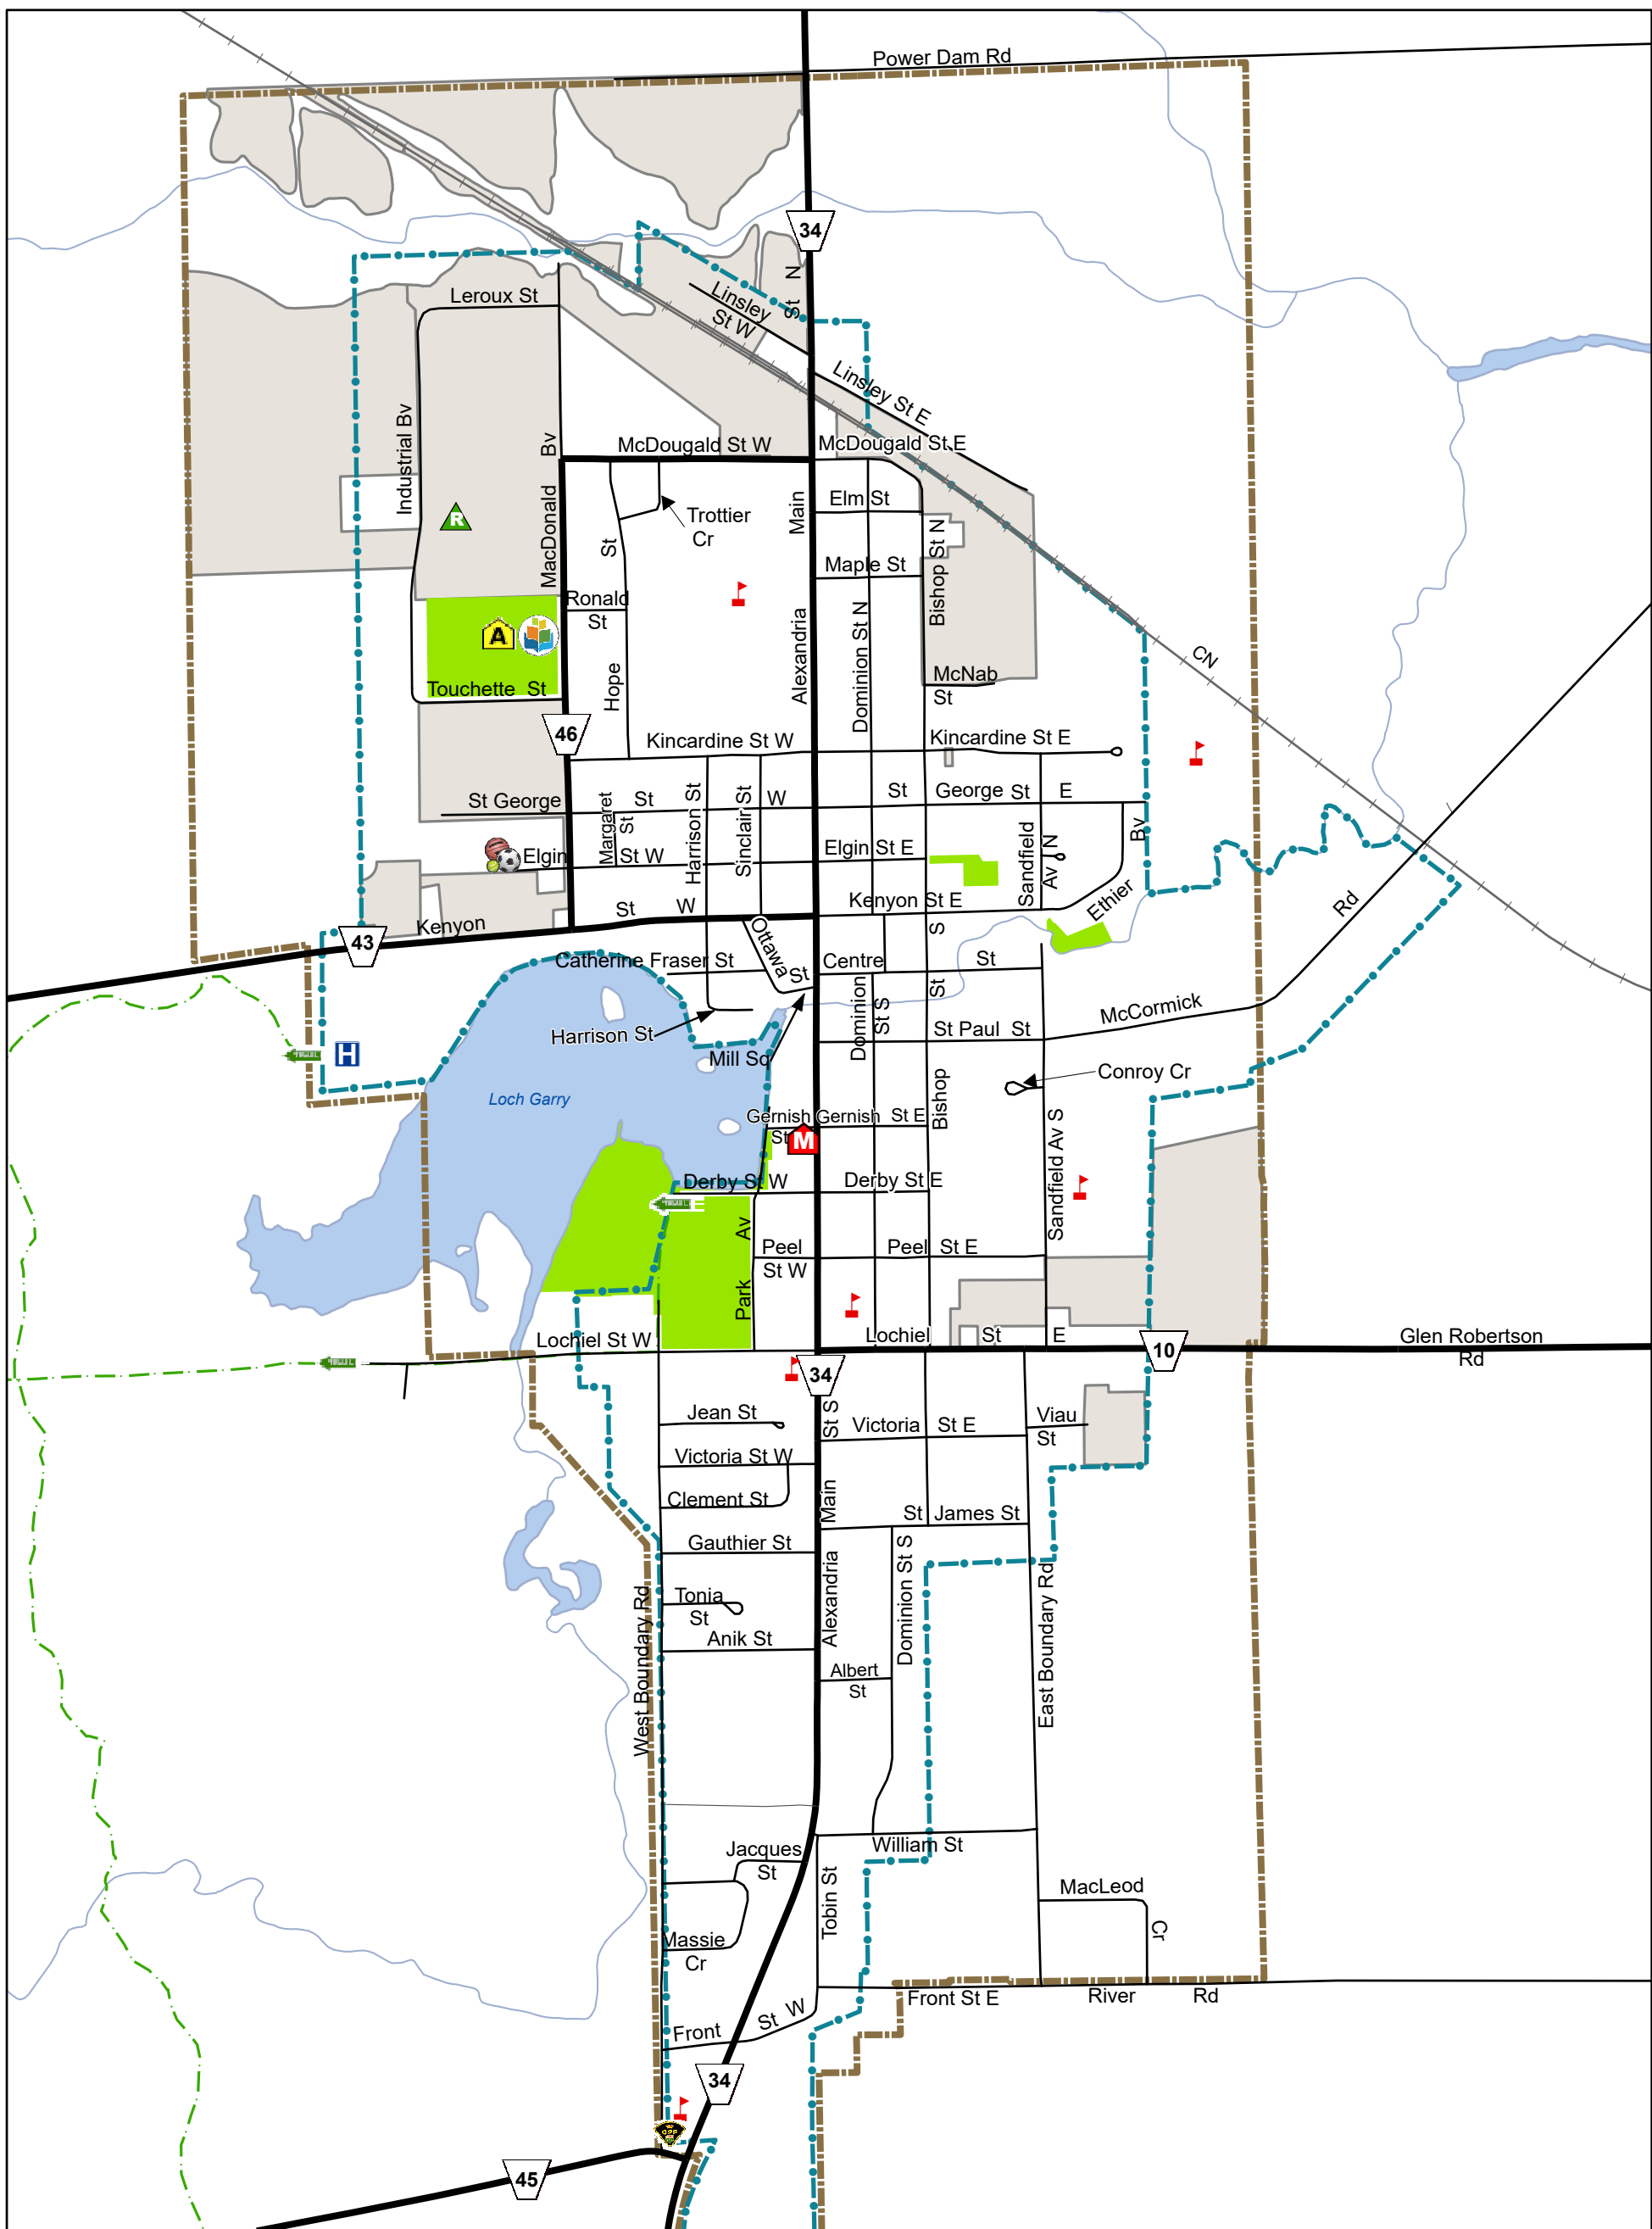 Power Dam Rd
34
St N
Linsley
St W
Leroux St
Linsley St E
Industrial Bv
MacDonald Bv
McDougald St W
McDougald St E
Elm St
Trottier
Cr
R
Main
Alexandria
Maple St
Bishop St N
Dominion St N
Hope St
Ronald
St
A
Touchette St
McNab
St
CN
46
Kincardine St W
Kincardine St E
St George
St
W
St
George St E
Margaret
St
Harrison St
Sinclair St
Elgin
St W
Elgin St E
Sandfield
Av N
Ethier
Bv
Kenyon St E
Kenyon
St W
43
Rd
Ottawa
St
Catherine Fraser St
Centre
St
McCormick
Harrison St
Mill Sq
Dominion
St S
Bishop
St
S
St Paul St
H
Conroy Cr
Loch Garry
Gernish
St
Gernish St E
M
Derby St W
Derby St E
Sandfield Av S
Park
Av
Peel
St W
Peel St E
Lochiel St W
Lochiel
St
E
10
Glen Robertson
Rd
34
Jean St
St S
Victoria St E
Viau
St
Victoria St W
Clement St
Main
St James St
Gauthier St
Alexandria
Dominion St S
East Boundary Rd
West Boundary Rd
Tonia
St
Anik St
Albert
St
William St
Jacques
St
Tobin St
MacLeod
Cr
Massie
Cr
Front St E
River
Rd
Front
St W
34
45